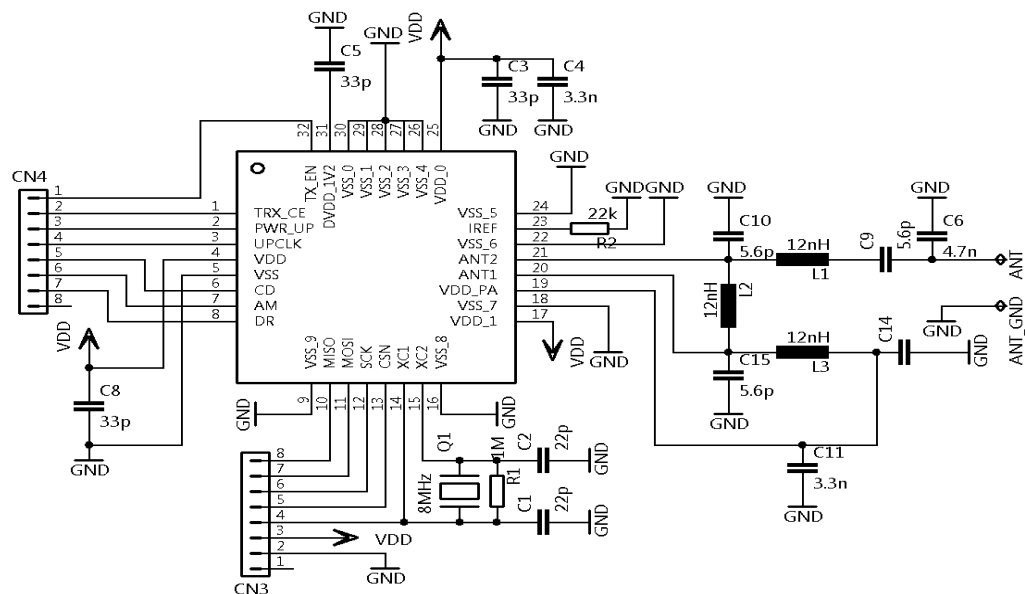 GND
C5
33p
GND
VDD
C3
33p
C4
3.3n
GND
GND
32
31
30
29
28
27
26
25
TX_EN
DVDD_1V2
VSS_0
VSS_1
VSS_2
VSS_3
VSS_4
VDD_0
CN4
1
2
3
4
5
6
7
8
1
2
3
4
5
6
7
8
TRX_CE
PWR_UP
UPCLK
VDD
VSS
CD
AM
DR
VSS_5
IREF
VSS_6
ANT2
ANT1
VDD_PA
VSS_7
VDD_1
24
23
22
21
20
19
18
17
GND
22k
R2
GND
GND
GND
C10
5.6p
12nH
L1
C9
5.6p
GND
C6
4.7n
ANT
12nH
L2
12nH
L3
C14
GND
GND
ANT_GND
C15
5.6p
GND
VDD
GND
C11
3.3n
GND
VDD
C8
33p
GND
VSS_9
MISO
MOSI
SCK
CSN
XC1
XC2
VSS_8
9
10
11
12
13
14
15
16
GND
GND
Q1
8MHz
1M
R1
C2
22p
GND
C1
22p
GND
8
7
6
5
4
3
2
1
VDD
GND
CN3